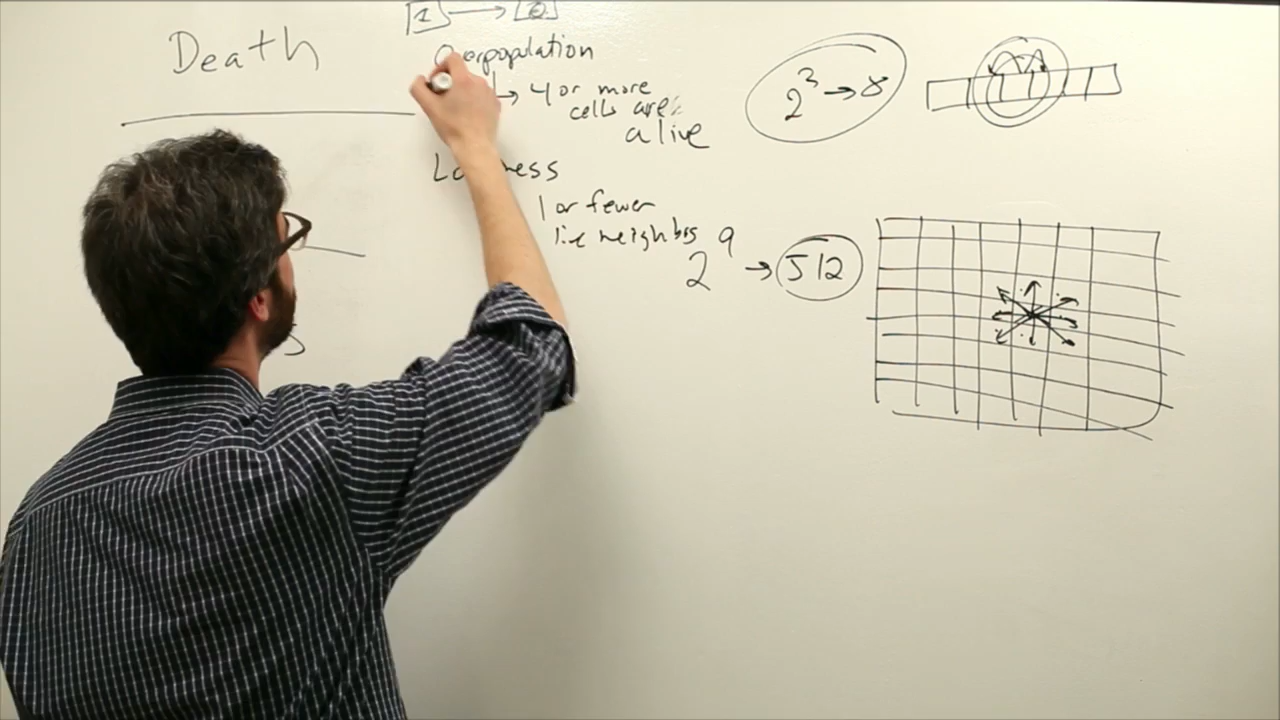 1 → 0
Death
Overpopulation
→ 4 or more
cells are
alive
1 or fewer
live neighbors
2³ → 8
2⁹ → 512